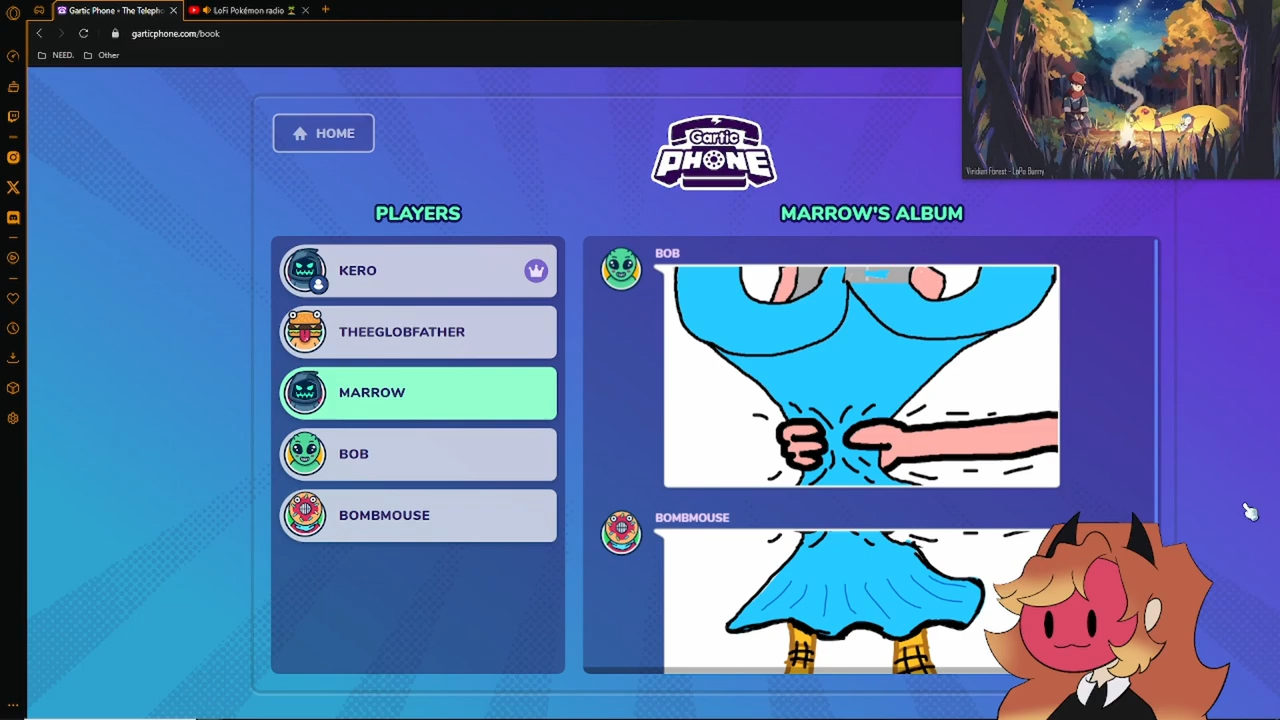 Gartic Phone • The Teleph
LoFi Pokémon radio
garticphone.com/book
NEED.
Other
HOME
Gartic
PHONE
Viridian Forest - LoPo Bunny
PLAYERS
MARROW'S ALBUM
KERO
BOB
THEEGLOBFATHER
MARROW
BOB
BOMBMOUSE
BOMBMOUSE